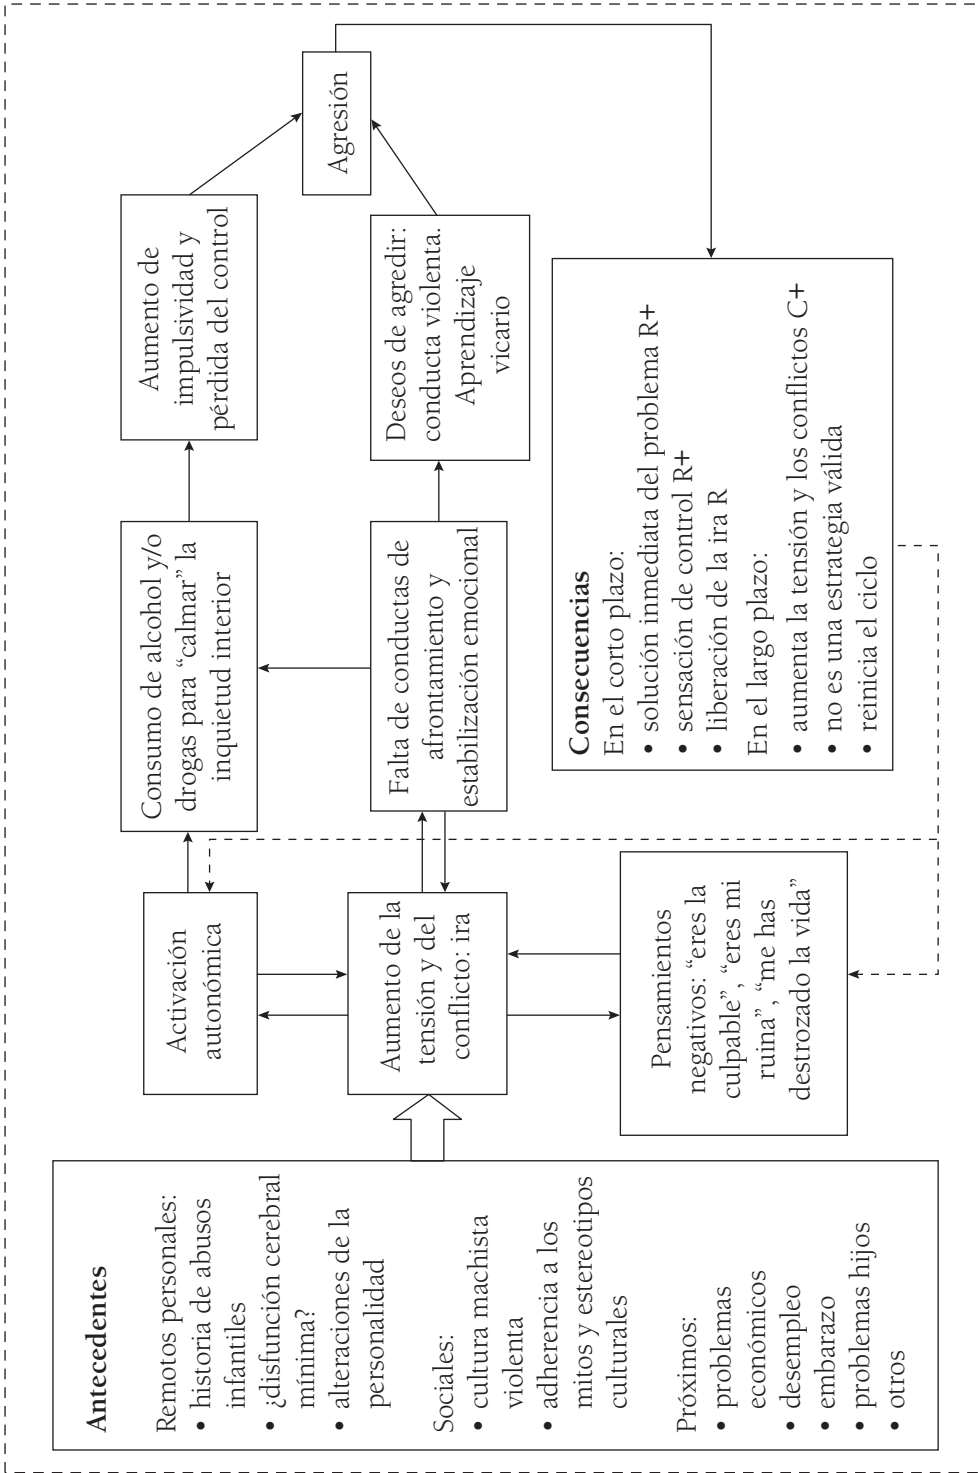 Antecedentes
Remotos personales:
• historia de abusos
infantiles
• ¿disfunción cerebral
mínima?
• alteraciones de la
personalidad
Sociales:
• cultura machista
violenta
• adherencia a los
mitos y estereotipos
culturales
Próximos:
• problemas
económicos
• desempleo
• embarazo
• problemas hijos
• otros
Activación
autonómica
Aumento de la
tensión y del
conflicto: ira
Pensamientos
negativos: “eres la
culpable”, “eres mi
ruina”, “me has
destrozado la vida”
Consumo de alcohol y/o
drogas para “calmar” la
inquietud interior
Falta de conductas de
afrontamiento y
estabilización emocional
Aumento de
impulsividad y
pérdida del control
Deseos de agredir:
conducta violenta.
Aprendizaje
vicario
Agresión
Consecuencias
En el corto plazo:
• solución inmediata del problema R+
• sensación de control R+
• liberación de la ira R
En el largo plazo:
• aumenta la tensión y los conflictos C+
• no es una estrategia válida
• reinicia el ciclo